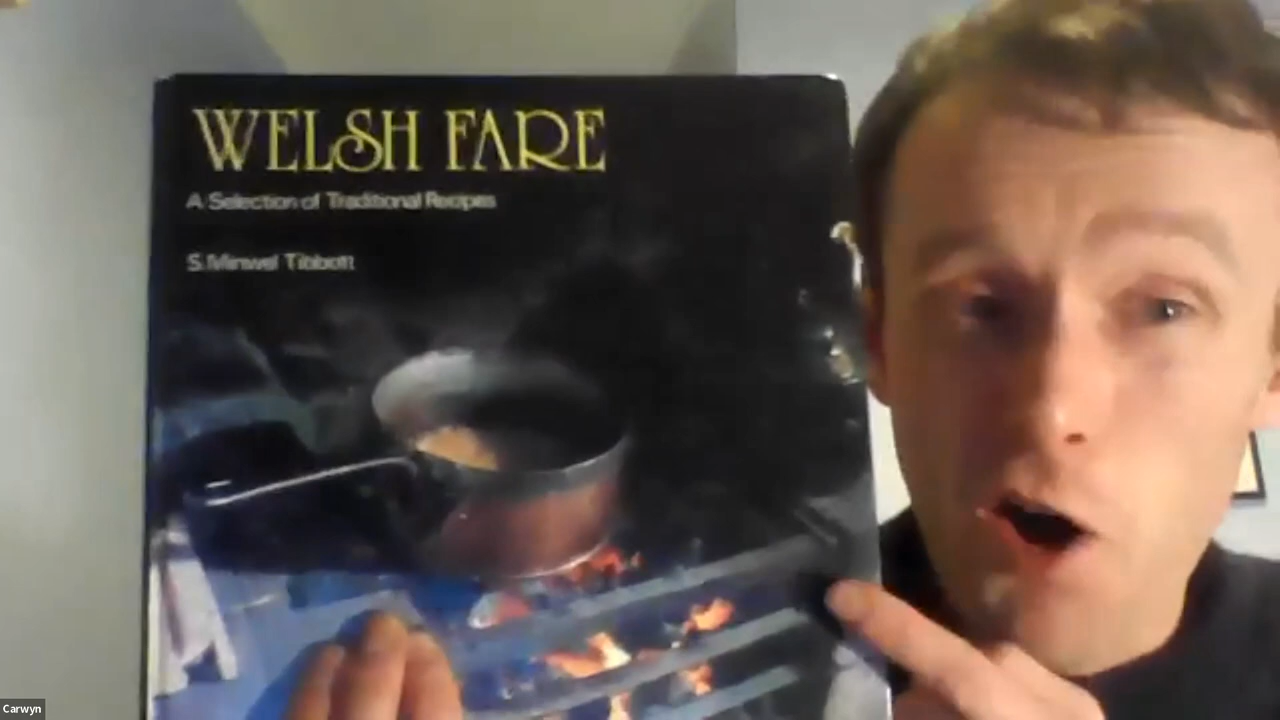 WELSH FARE
A Selection of Traditional Recipes
S. Minwel Tibbott
Carwyn